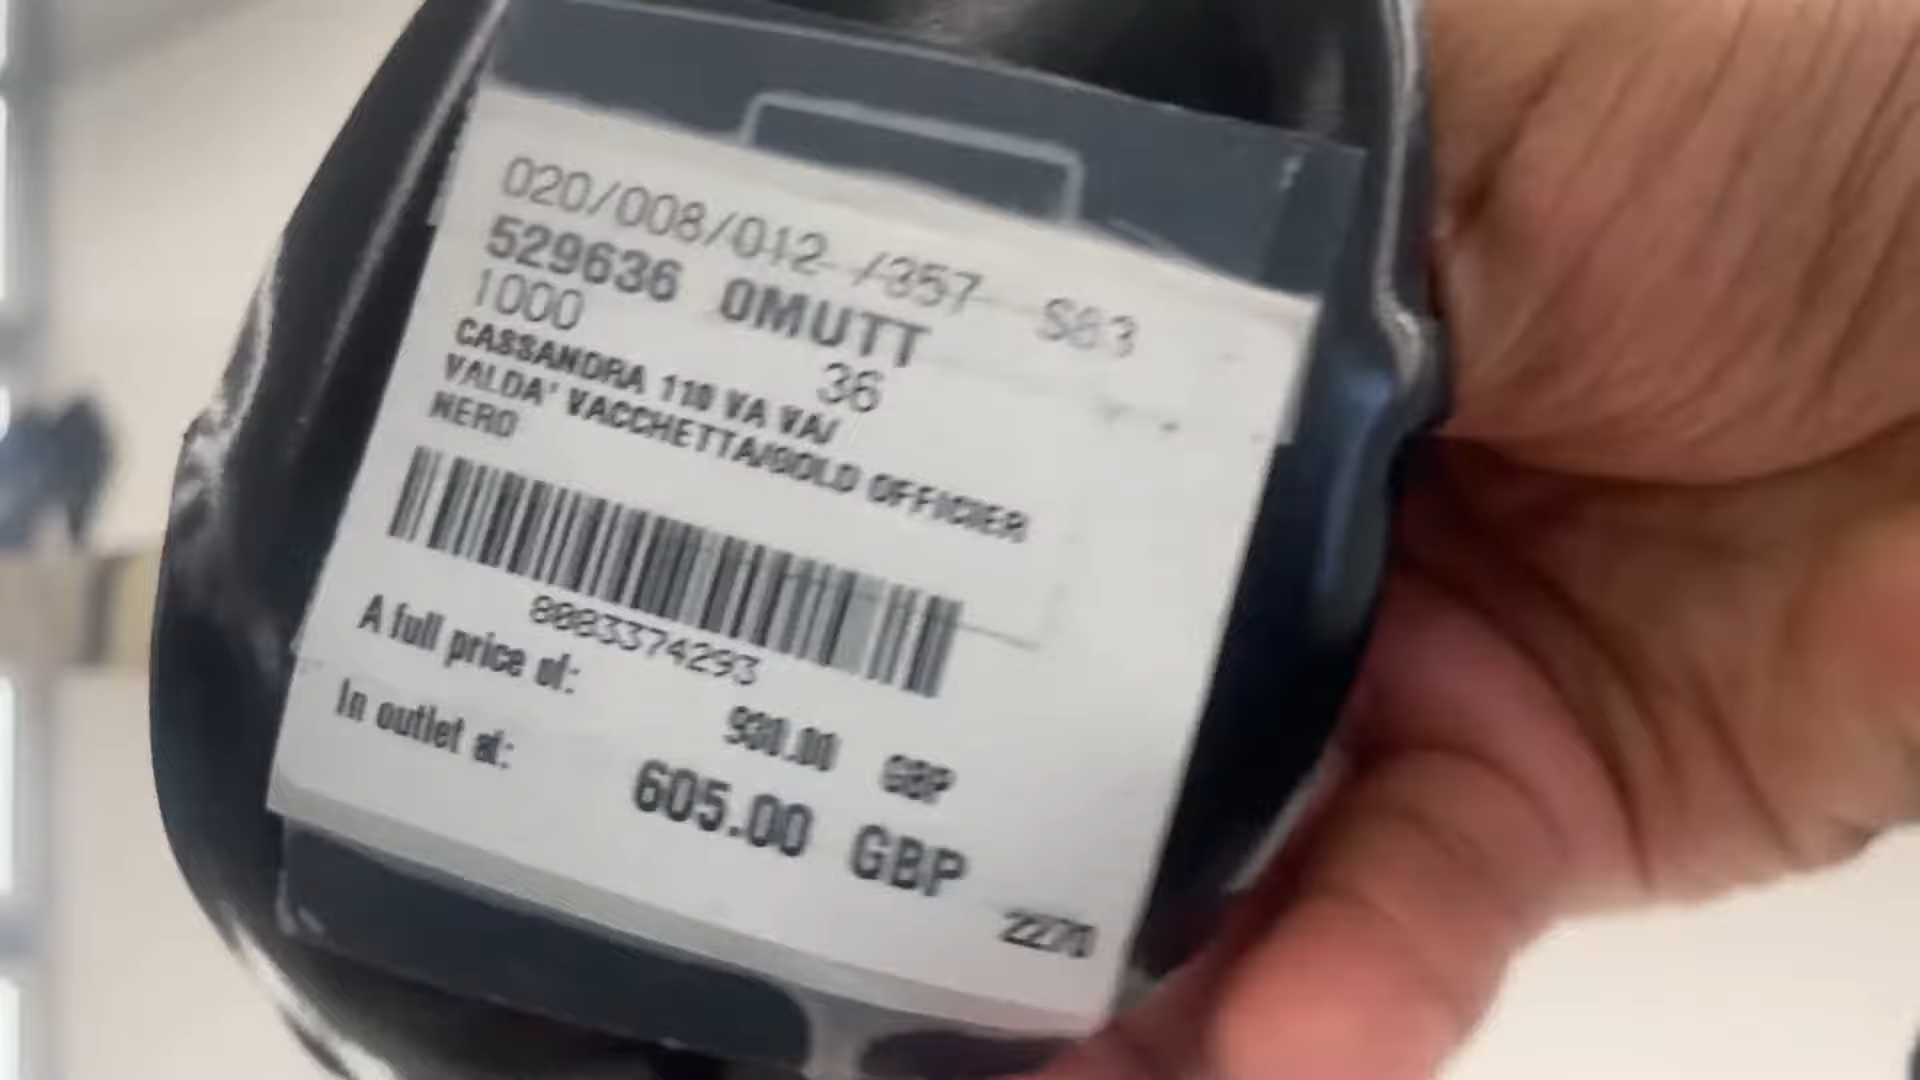 020/008/012 /357 S83
529636 0MUTT
1000 36
CASSANDRA 110 VA VA/
VALDA' VACCHETTA/GOLD OFFICIER
NERO
8083374293
A full price of: 930.00 GBP
In outlet at: 605.00 GBP
2270